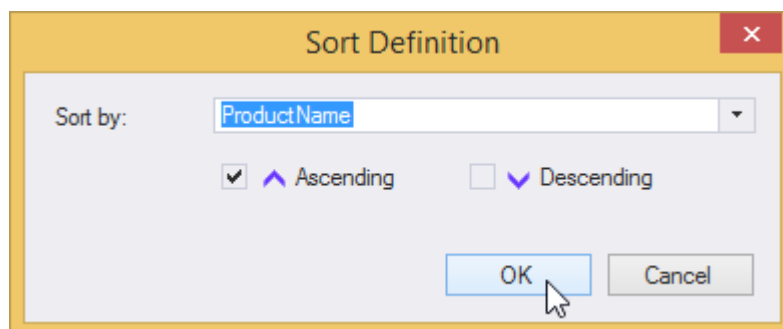 Sort Definition
Sort by: ProductName
Ascending Descending
OK Cancel